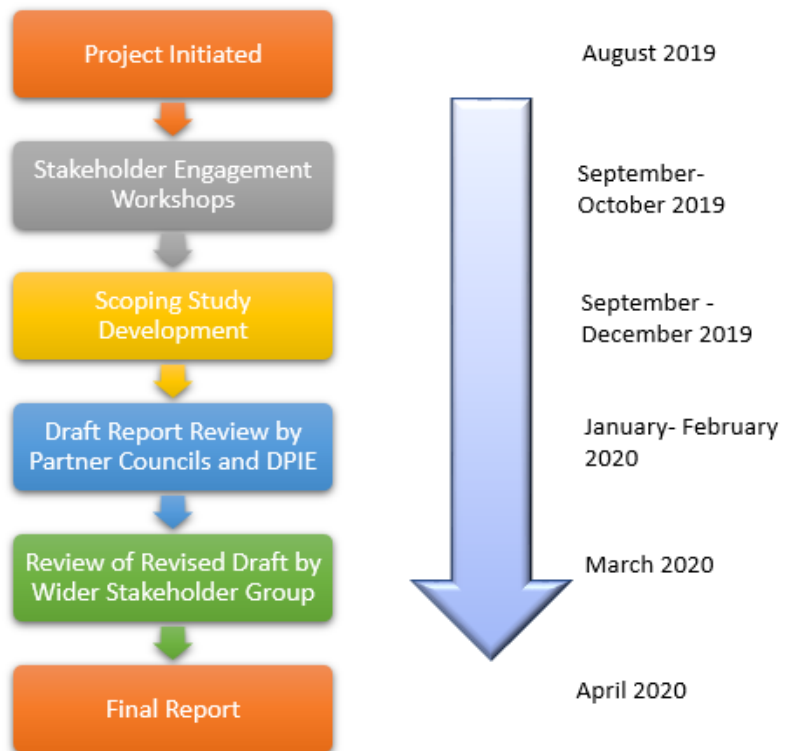 Project Initiated
August 2019
Stakeholder Engagement
Workshops
September-
October 2019
Scoping Study
Development
September -
December 2019
Draft Report Review by
Partner Councils and DPIE
January- February
2020
Review of Revised Draft by
Wider Stakeholder Group
March 2020
Final Report
April 2020